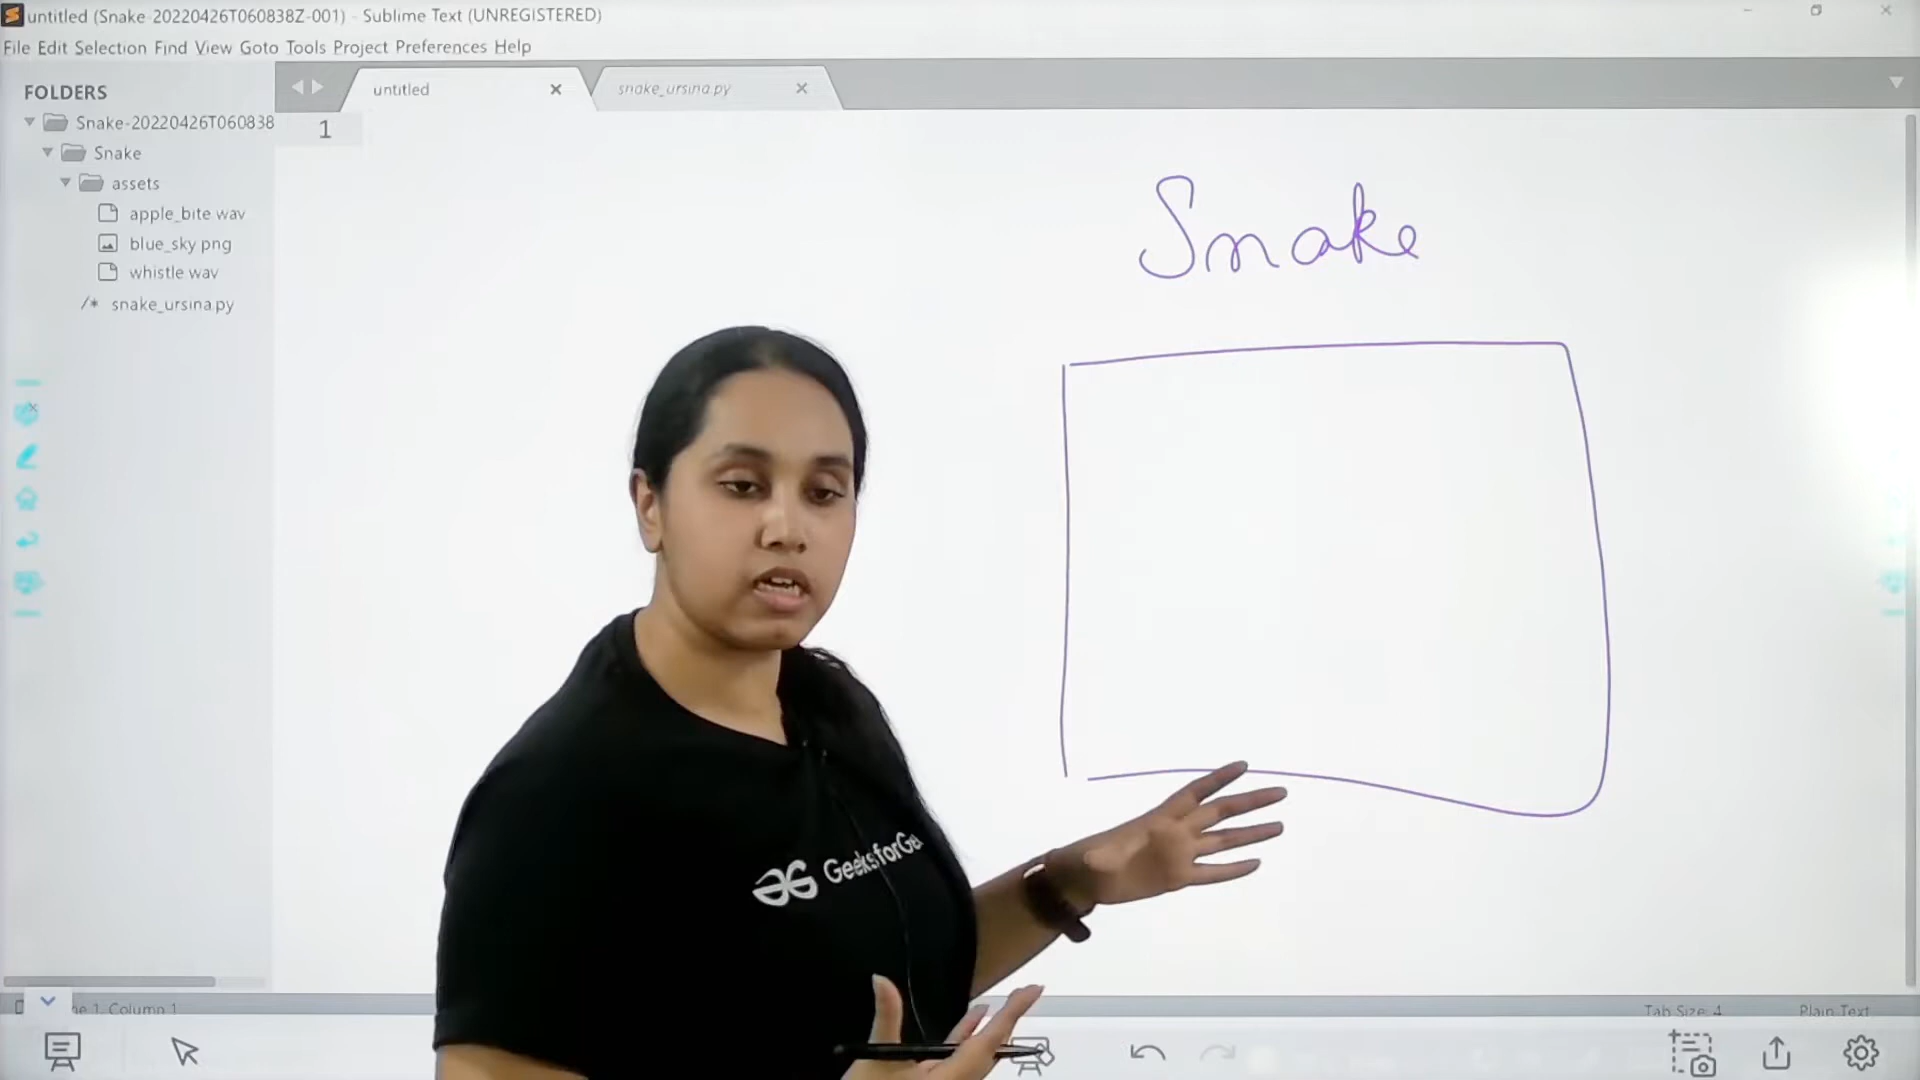 untitled (Snake-20220426T060838Z-001) - Sublime Text (UNREGISTERED)
File Edit Selection Find View Goto Tools Project Preferences Help
FOLDERS
Snake-20220426T060838
Snake
assets
apple_bite wav
blue_sky png
whistle wav
/* snake_ursina.py
untitled
snake_ursina.py
1
Snake
GeeksforGe
1, Column 1
Tab Size 4
Plain Text